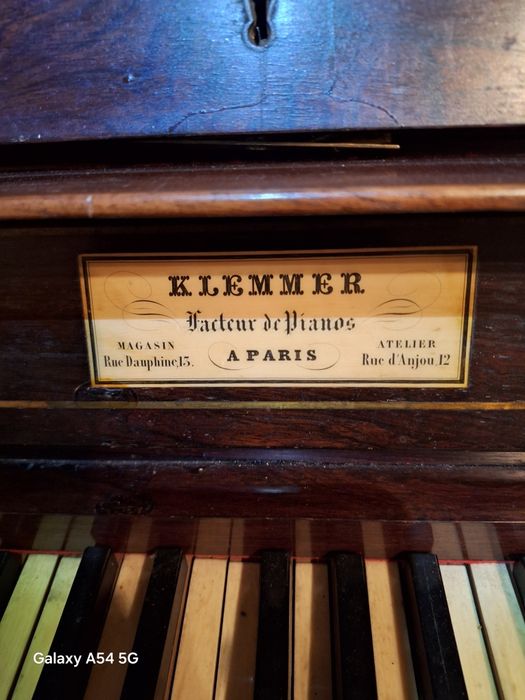 KLEMMER
Facteur de Pianos
MAGASIN
Rue Dauphine, 13.
A PARIS
ATELIER
Rue d'Anjou, 12
Galaxy A54 5G